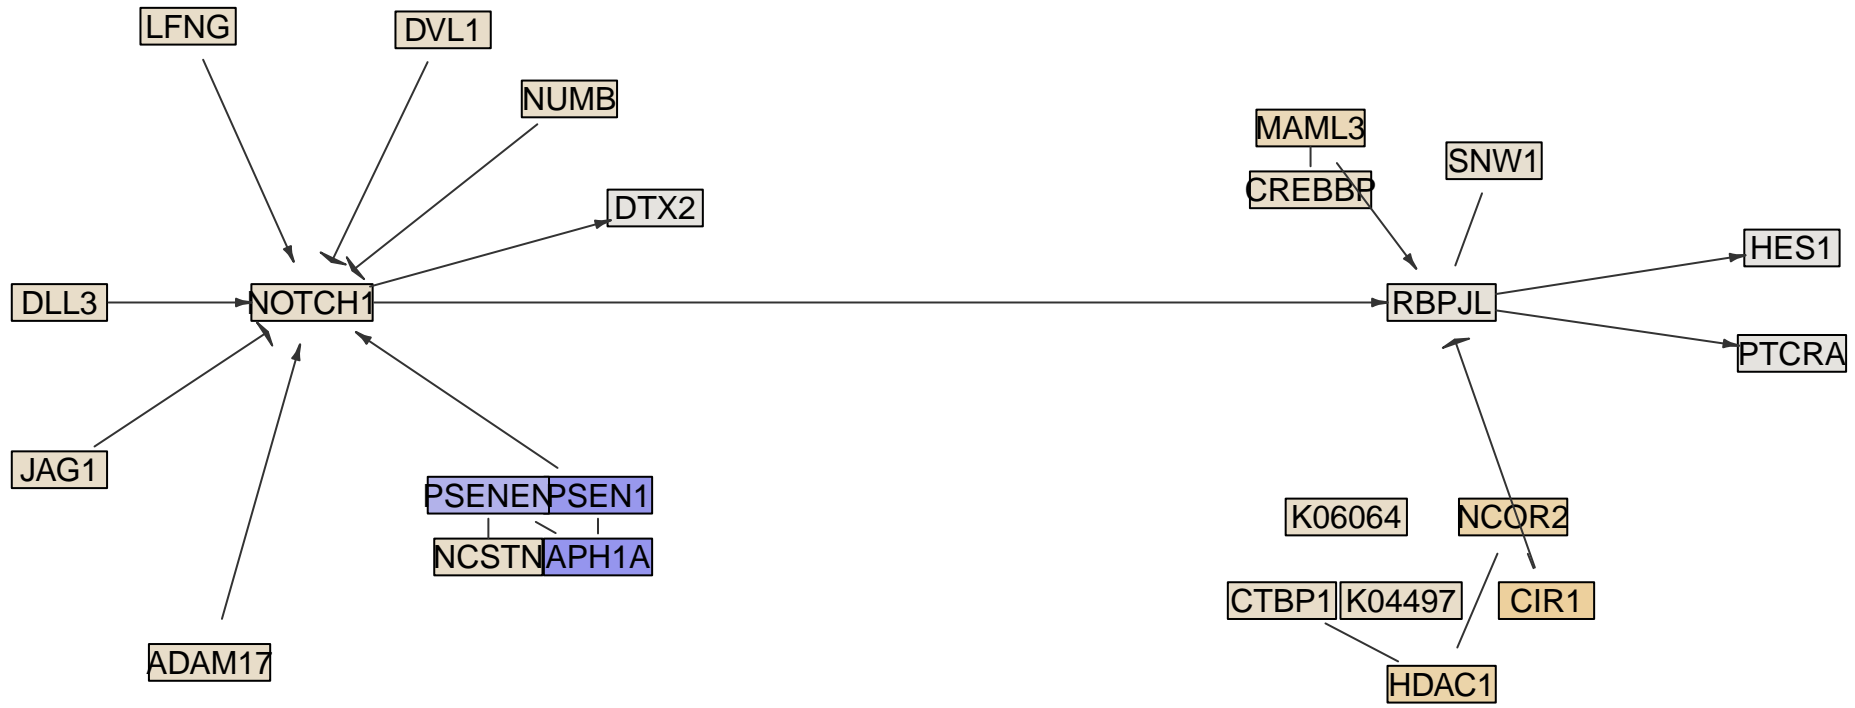 LFNG
DVL1
NUMB
MAML3
SNW1
CREBBP
DTX2
HES1
DLL3
NOTCH1
RBPJL
PTCRA
JAG1
PSENEN
PSEN1
K06064
NCOR2
NCSTN
APH1A
CTBP1
K04497
CIR1
ADAM17
HDAC1